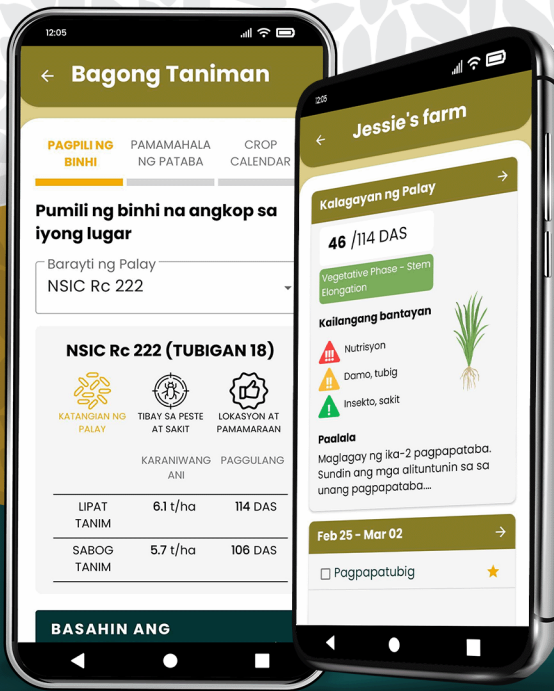 12:05
Bagong Taniman
PAGPILI NG
BINHI
PAMAMAHALA
NG PATABA
CROP
CALENDAR
Pumili ng binhi na angkop sa
iyong lugar
Barayti ng Palay
NSIC Rc 222
NSIC Rc 222 (TUBIGAN 18)
KATANGIAN NG
PALAY
TIBAY SA PESTE
AT SAKIT
LOKASYON AT
PAMAMARAAN
KARANIWANG
ANI
PAGGULANG
LIPAT
TANIM
6.1 t/ha
114 DAS
SABOG
TANIM
5.7 t/ha
106 DAS
BASAHIN ANG
12:05
Jessie's farm
Kalagayan ng Palay
46 /114 DAS
Vegetative Phase - Stem
Elongation
Kailangang bantayan
!!! Nutrisyon
!! Damo, tubig
! Insekto, sakit
Paalala
Maglagay ng ika-2 pagpapataba.
Sundin ang mga alituntunin sa sa
unang pagpapataba....
Feb 25 - Mar 02
Pagpapatubig